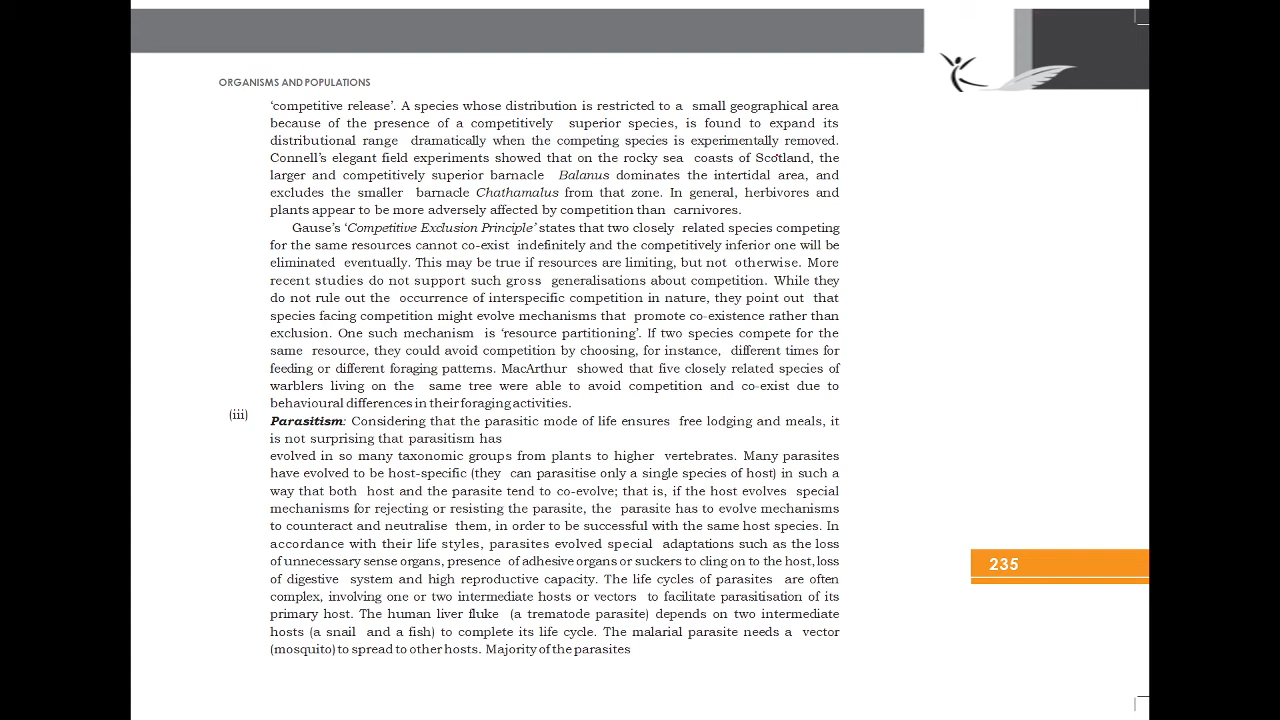 ORGANISMS AND POPULATIONS
‘competitive release’. A species whose distribution is restricted to a small geographical area
because of the presence of a competitively superior species, is found to expand its
distributional range dramatically when the competing species is experimentally removed.
Connell’s elegant field experiments showed that on the rocky sea coasts of Scotland, the
larger and competitively superior barnacle Balanus dominates the intertidal area, and
excludes the smaller barnacle Chathamalus from that zone. In general, herbivores and
plants appear to be more adversely affected by competition than carnivores.
Gause’s ‘Competitive Exclusion Principle’ states that two closely related species competing
for the same resources cannot co-exist indefinitely and the competitively inferior one will be
eliminated eventually. This may be true if resources are limiting, but not otherwise. More
recent studies do not support such gross generalisations about competition. While they
do not rule out the occurrence of interspecific competition in nature, they point out that
species facing competition might evolve mechanisms that promote co-existence rather than
exclusion. One such mechanism is ‘resource partitioning’. If two species compete for the
same resource, they could avoid competition by choosing, for instance, different times for
feeding or different foraging patterns. MacArthur showed that five closely related species of
warblers living on the same tree were able to avoid competition and co-exist due to
behavioural differences in their foraging activities.
(iii) Parasitism: Considering that the parasitic mode of life ensures free lodging and meals, it
is not surprising that parasitism has
evolved in so many taxonomic groups from plants to higher vertebrates. Many parasites
have evolved to be host-specific (they can parasitise only a single species of host) in such a
way that both host and the parasite tend to co-evolve; that is, if the host evolves special
mechanisms for rejecting or resisting the parasite, the parasite has to evolve mechanisms
to counteract and neutralise them, in order to be successful with the same host species. In
accordance with their life styles, parasites evolved special adaptations such as the loss
of unnecessary sense organs, presence of adhesive organs or suckers to cling on to the host, loss
of digestive system and high reproductive capacity. The life cycles of parasites are often
complex, involving one or two intermediate hosts or vectors to facilitate parasitisation of its
primary host. The human liver fluke (a trematode parasite) depends on two intermediate
hosts (a snail and a fish) to complete its life cycle. The malarial parasite needs a vector
(mosquito) to spread to other hosts. Majority of the parasites
235